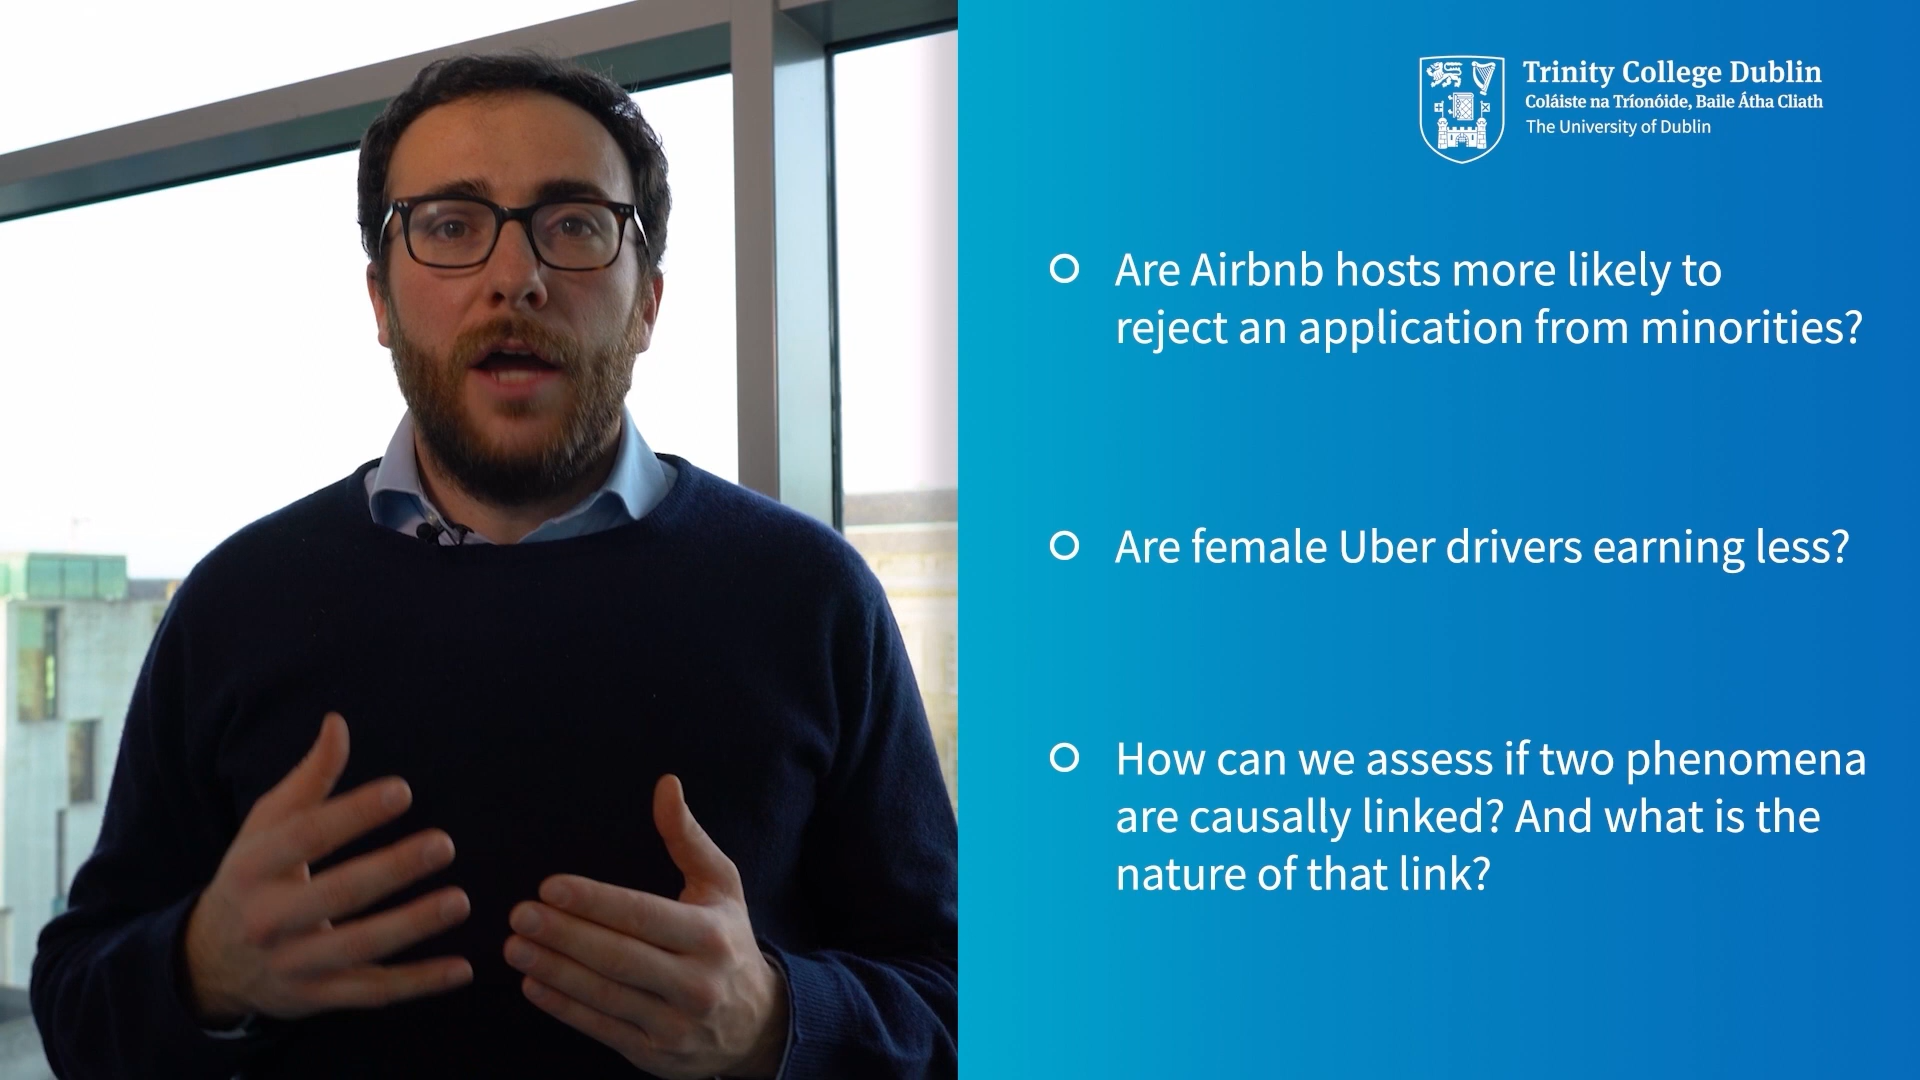 Trinity College Dublin
Coláiste na Tríonóide, Baile Átha Cliath
The University of Dublin
Are Airbnb hosts more likely to
reject an application from minorities?
Are female Uber drivers earning less?
How can we assess if two phenomena
are causally linked? And what is the
nature of that link?